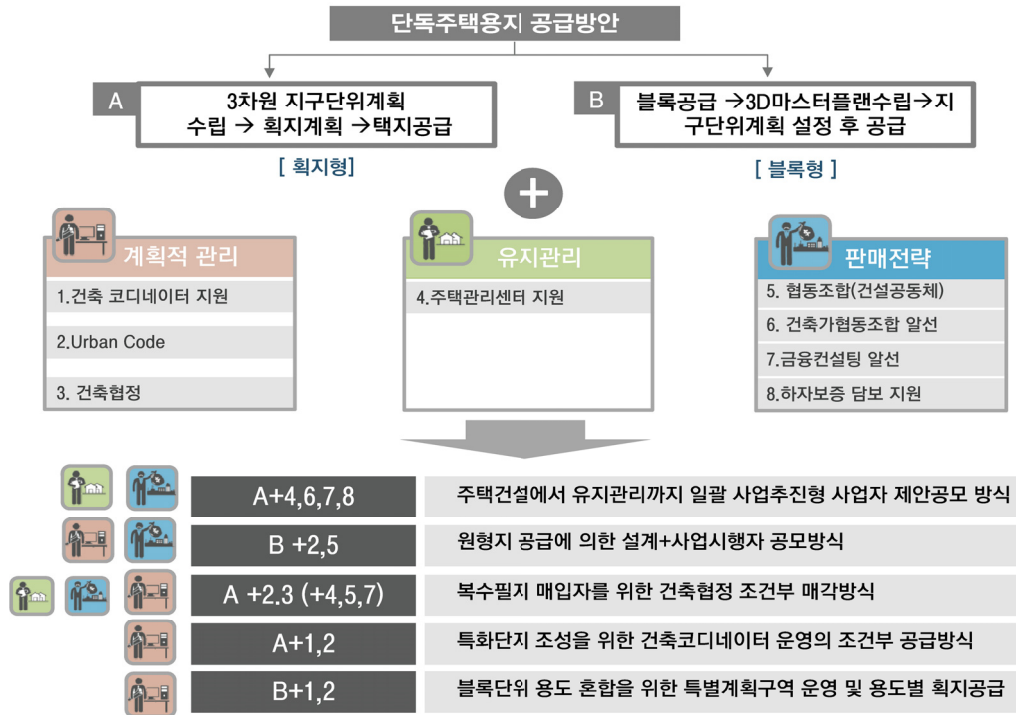 단독주택용지 공급방안
A
3차원 지구단위계획
수립 → 획지계획 →택지공급
[ 획지형]
B
블록공급 →3D마스터플랜수립→지
구단위계획 설정 후 공급
[ 블록형 ]
+
계획적 관리
1.건축 코디네이터 지원
2.Urban Code
3. 건축협정
유지관리
4.주택관리센터 지원
판매전략
5. 협동조합(건설공동체)
6. 건축가협동조합 알선
7.금융컨설팅 알선
8.하자보증 담보 지원
A+4,6,7,8
주택건설에서 유지관리까지 일괄 사업추진형 사업자 제안공모 방식
B +2,5
원형지 공급에 의한 설계+사업시행자 공모방식
A +2.3 (+4,5,7)
복수필지 매입자를 위한 건축협정 조건부 매각방식
A+1,2
특화단지 조성을 위한 건축코디네이터 운영의 조건부 공급방식
B+1,2
블록단위 용도 혼합을 위한 특별계획구역 운영 및 용도별 획지공급